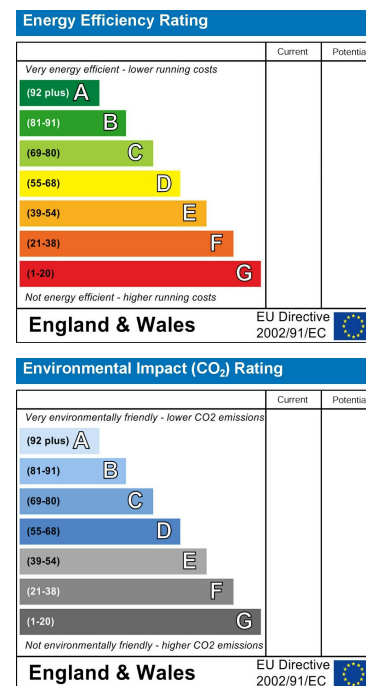 Energy Efficiency Rating
Current Potentia
Very energy efficient - lower running costs
(92 plus) A
(81-91) B
(69-80) C
(55-68) D
(39-54) E
(21-38) F
(1-20) G
Not energy efficient - higher running costs
England & Wales
EU Directive
2002/91/EC
Environmental Impact (CO₂) Rating
Current Potentia
Very environmentally friendly - lower CO2 emissions
(92 plus) A
(81-91) B
(69-80) C
(55-68) D
(39-54) E
(21-38) F
(1-20) G
Not environmentally friendly - higher CO2 emissions
England & Wales
EU Directive
2002/91/EC